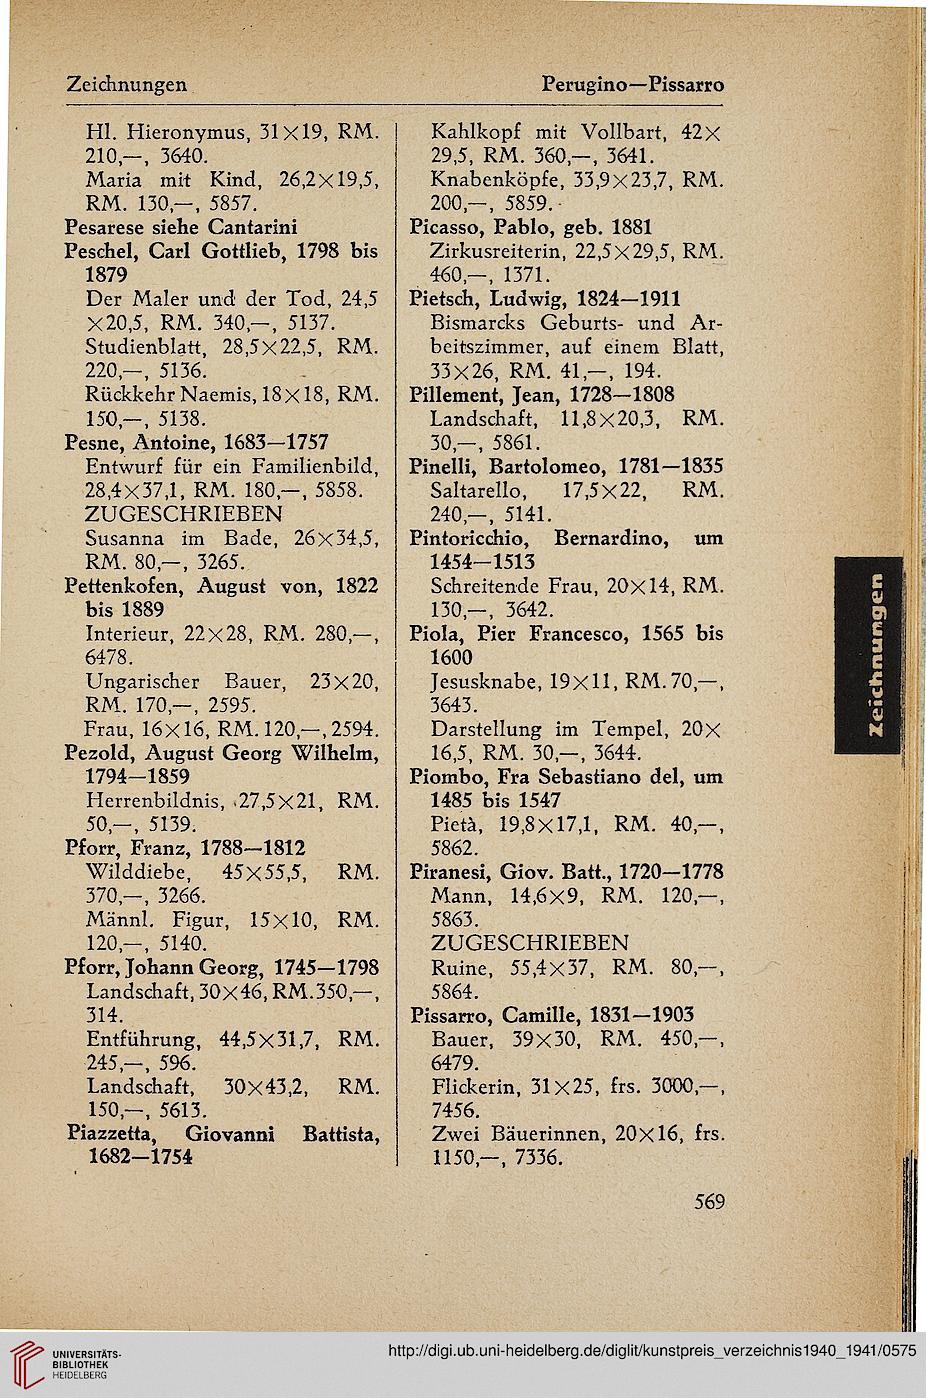 Zeichnungen
Perugino—Pissarro
Hl. Hieronymus, 31×19, RM.
210,—, 3640.
Maria mit Kind, 26,2×19,5,
RM. 130,—, 5857.
Pesarese siehe Cantarini
Peschel, Carl Gottlieb, 1798 bis
1879
Der Maler und der Tod, 24,5
×20,5, RM. 340,—, 5137.
Studienblatt, 28,5×22,5, RM.
220,—, 5136.
Rückkehr Naemis, 18×18, RM.
150,—, 5138.
Pesne, Antoine, 1683—1757
Entwurf für ein Familienbild,
28,4×37,1, RM. 180,—, 5858.
ZUGESCHRIEBEN
Susanna im Bade, 26×34,5,
RM. 80,—, 3265.
Pettenkofen, August von, 1822
bis 1889
Interieur, 22×28, RM. 280,—,
6478.
Ungarischer Bauer, 23×20,
RM. 170,—, 2595.
Frau, 16×16, RM. 120,—, 2594.
Pezold, August Georg Wilhelm,
1794—1859
Herrenbildnis, 27,5×21, RM.
50,—, 5139.
Pforr, Franz, 1788—1812
Wilddiebe, 45×55,5, RM.
370,—, 3266.
Männl. Figur, 15×10, RM.
120,—, 5140.
Pforr, Johann Georg, 1745—1798
Landschaft, 30×46, RM. 350,—,
314.
Entführung, 44,5×31,7, RM.
245,—, 596.
Landschaft, 30×43,2, RM.
150,—, 5613.
Piazzetta, Giovanni Battista,
1682—1754
Kahlkopf mit Vollbart, 42×
29,5, RM. 360,—, 3641.
Knabenköpfe, 33,9×23,7, RM.
200,—, 5859.
Picasso, Pablo, geb. 1881
Zirkusreiterin, 22,5×29,5, RM.
460,—, 1371.
Pietsch, Ludwig, 1824—1911
Bismarcks Geburts- und Ar-
beitszimmer, auf einem Blatt,
33×26, RM. 41,—, 194.
Pillement, Jean, 1728—1808
Landschaft, 11,8×20,3, RM.
30,—, 5861.
Pinelli, Bartolomeo, 1781—1835
Saltarello, 17,5×22, RM.
240,—, 5141.
Pintoricchio, Bernardino, um
1454—1513
Schreitende Frau, 20×14, RM.
130,—, 3642.
Piola, Pier Francesco, 1565 bis
1600
Jesusknabe, 19×11, RM. 70,—,
3643.
Darstellung im Tempel, 20×
16,5, RM. 30,—, 3644.
Piombo, Fra Sebastiano del, um
1485 bis 1547
Pietà, 19,8×17,1, RM. 40,—,
5862.
Piranesi, Giov. Batt., 1720—1778
Mann, 14,6×9, RM. 120,—,
5863.
ZUGESCHRIEBEN
Ruine, 55,4×37, RM. 80,—,
5864.
Pissarro, Camille, 1831—1903
Bauer, 39×30, RM. 450,—,
6479.
Flickerin, 31×25, frs. 3000,—,
7456.
Zwei Bäuerinnen, 20×16, frs.
1150,—, 7336.
Zeichnungen
569
UNIVERSITÄTS-
BIBLIOTHEK
HEIDELBERG
http://digi.ub.uni-heidelberg.de/diglit/kunstpreis_verzeichnis1940_1941/0575